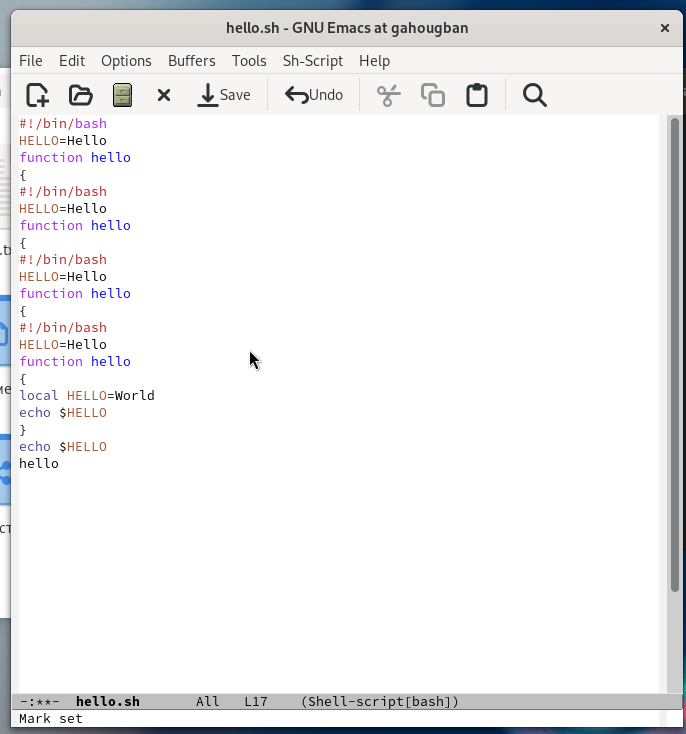 hello.sh - GNU Emacs at gahougban
File Edit Options Buffers Tools Sh-Script Help
Save Undo
#!/bin/bash
HELLO=Hello
function hello
{
#!/bin/bash
HELLO=Hello
function hello
{
#!/bin/bash
HELLO=Hello
function hello
{
#!/bin/bash
HELLO=Hello
function hello
{
local HELLO=World
echo $HELLO
}
echo $HELLO
hello
-:**- hello.sh All L17 (Shell-script[bash])
Mark set